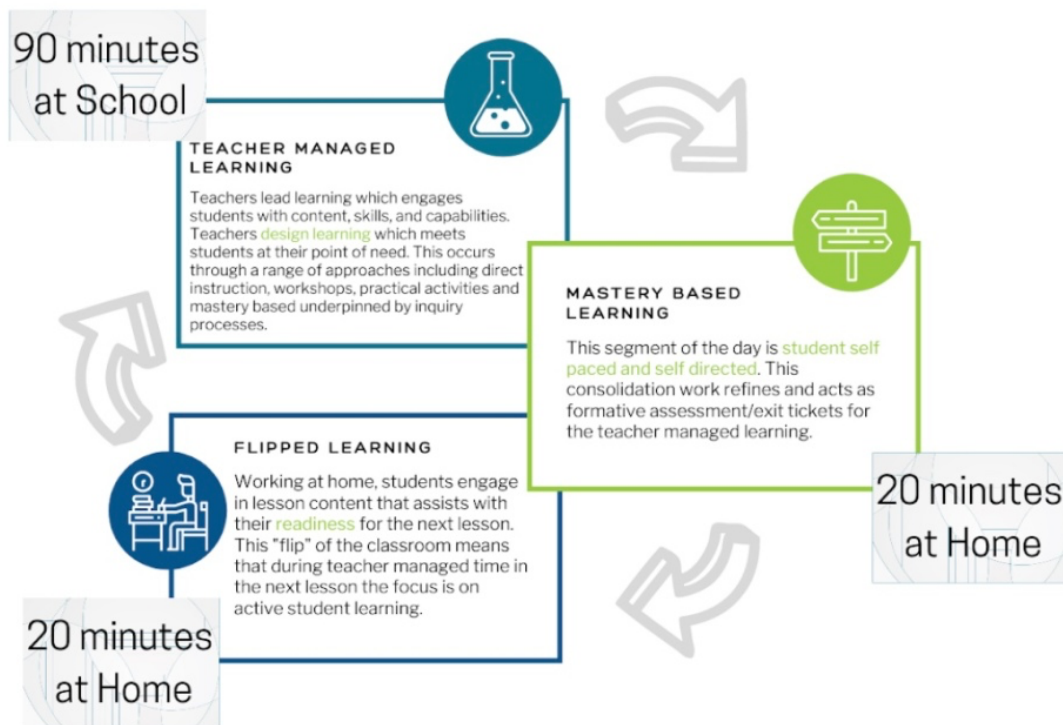 90 minutes
at School
TEACHER MANAGED
LEARNING
Teachers lead learning which engages
students with content, skills, and capabilities.
Teachers design learning which meets
students at their point of need. This occurs
through a range of approaches including direct
instruction, workshops, practical activities and
mastery based underpinned by inquiry
processes.
MASTERY BASED
LEARNING
This segment of the day is student self
paced and self directed. This
consolidation work refines and acts as
formative assessment/exit tickets for
the teacher managed learning.
20 minutes
at Home
FLIPPED LEARNING
Working at home, students engage
in lesson content that assists with
their readiness for the next lesson.
This "flip" of the classroom means
that during teacher managed time in
the next lesson the focus is on
active student learning.
20 minutes
at Home